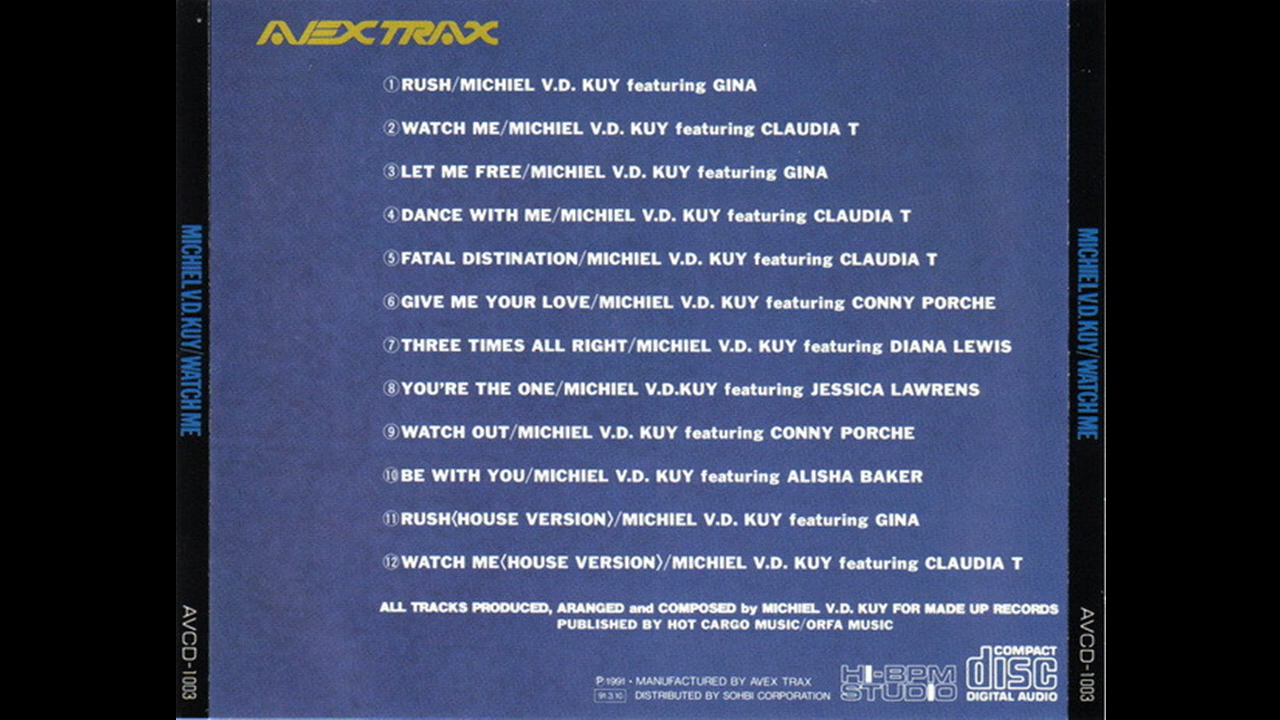 AVEX TRAX
①RUSH/MICHIEL V.D. KUY featuring GINA
②WATCH ME/MICHIEL V.D. KUY featuring CLAUDIA T
③LET ME FREE/MICHIEL V.D. KUY featuring GINA
④DANCE WITH ME/MICHIEL V.D. KUY featuring CLAUDIA T
⑤FATAL DISTINATION/MICHIEL V.D. KUY featuring CLAUDIA T
⑥GIVE ME YOUR LOVE/MICHIEL V.D. KUY featuring CONNY PORCHE
⑦THREE TIMES ALL RIGHT/MICHIEL V.D. KUY featuring DIANA LEWIS
⑧YOU'RE THE ONE/MICHIEL V.D.KUY featuring JESSICA LAWRENS
⑨WATCH OUT/MICHIEL V.D. KUY featuring CONNY PORCHE
⑩BE WITH YOU/MICHIEL V.D. KUY featuring ALISHA BAKER
⑪RUSH〈HOUSE VERSION〉/MICHIEL V.D. KUY featuring GINA
⑫WATCH ME〈HOUSE VERSION〉/MICHIEL V.D. KUY featuring CLAUDIA T
ALL TRACKS PRODUCED, ARANGED and COMPOSED by MICHIEL V.D. KUY FOR MADE UP RECORDS
PUBLISHED BY HOT CARGO MUSIC/ORFA MUSIC
℗1991・MANUFACTURED BY AVEX TRAX
91.3.10 DISTRIBUTED BY SOHBI CORPORATION
HI-BPM
STUDIO
COMPACT
disc
DIGITAL AUDIO
MICHIEL V.D. KUY/WATCH ME
AVCD-1003
MICHIEL V.D. KUY/WATCH ME
AVCD-1003